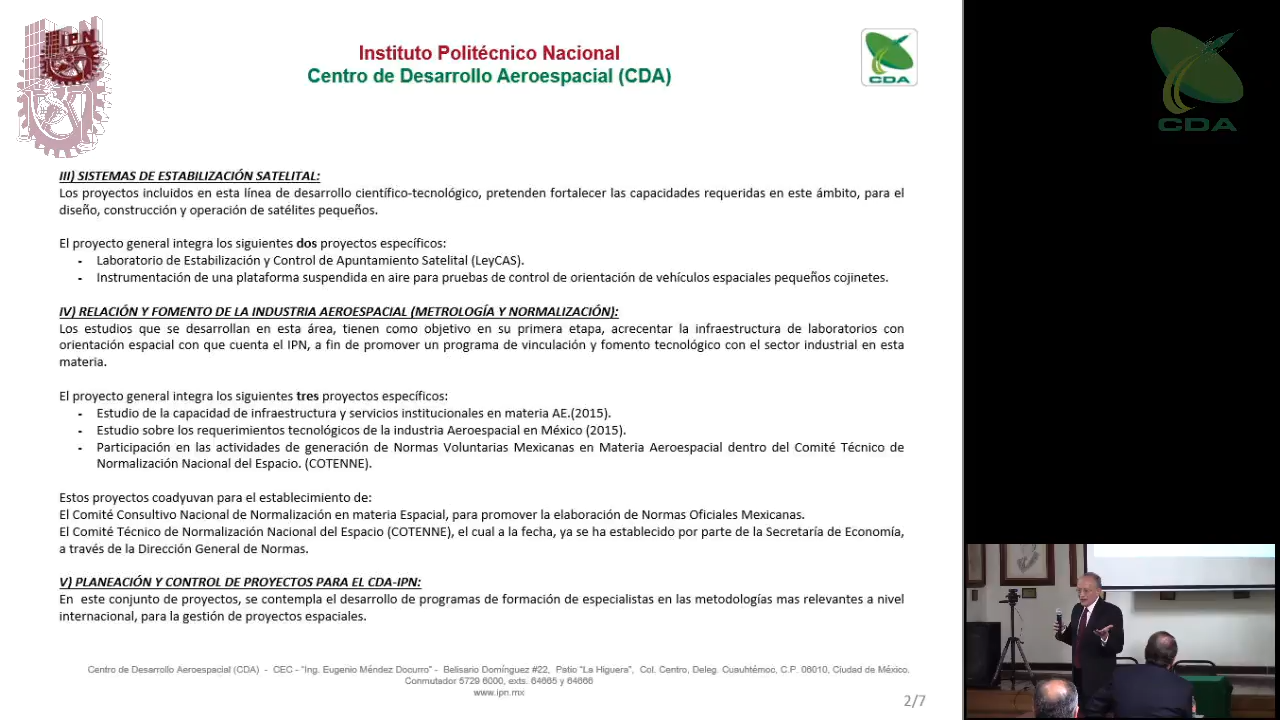 IPN
Instituto Politécnico Nacional
Centro de Desarrollo Aeroespacial (CDA)
CDA
CDA
III) SISTEMAS DE ESTABILIZACIÓN SATELITAL:
Los proyectos incluidos en esta línea de desarrollo científico-tecnológico, pretenden fortalecer las capacidades requeridas en este ámbito, para el
diseño, construcción y operación de satélites pequeños.
El proyecto general integra los siguientes dos proyectos específicos:
- Laboratorio de Estabilización y Control de Apuntamiento Satelital (LeyCAS).
- Instrumentación de una plataforma suspendida en aire para pruebas de control de orientación de vehículos espaciales pequeños cojinetes.
IV) RELACIÓN Y FOMENTO DE LA INDUSTRIA AEROESPACIAL (METROLOGÍA Y NORMALIZACIÓN):
Los estudios que se desarrollan en esta área, tienen como objetivo en su primera etapa, acrecentar la infraestructura de laboratorios con
orientación espacial con que cuenta el IPN, a fin de promover un programa de vinculación y fomento tecnológico con el sector industrial en esta
materia.
El proyecto general integra los siguientes tres proyectos específicos:
- Estudio de la capacidad de infraestructura y servicios institucionales en materia AE.(2015).
- Estudio sobre los requerimientos tecnológicos de la industria Aeroespacial en México (2015).
- Participación en las actividades de generación de Normas Voluntarias Mexicanas en Materia Aeroespacial dentro del Comité Técnico de
Normalización Nacional del Espacio. (COTENNE).
Estos proyectos coadyuvan para el establecimiento de:
El Comité Consultivo Nacional de Normalización en materia Espacial, para promover la elaboración de Normas Oficiales Mexicanas.
El Comité Técnico de Normalización Nacional del Espacio (COTENNE), el cual a la fecha, ya se ha establecido por parte de la Secretaría de Economía,
a través de la Dirección General de Normas.
V) PLANEACIÓN Y CONTROL DE PROYECTOS PARA EL CDA-IPN:
En este conjunto de proyectos, se contempla el desarrollo de programas de formación de especialistas en las metodologías mas relevantes a nivel
internacional, para la gestión de proyectos espaciales.
Centro de Desarrollo Aeroespacial (CDA) - CEC - "Ing. Eugenio Méndez Docurro" - Belisario Domínguez #22, Patio "La Higuera", Col. Centro, Deleg. Cuauhtémoc, C.P. 06010, Ciudad de México.
Conmutador 5729 6000, exts. 64665 y 64666
www.ipn.mx
2/7